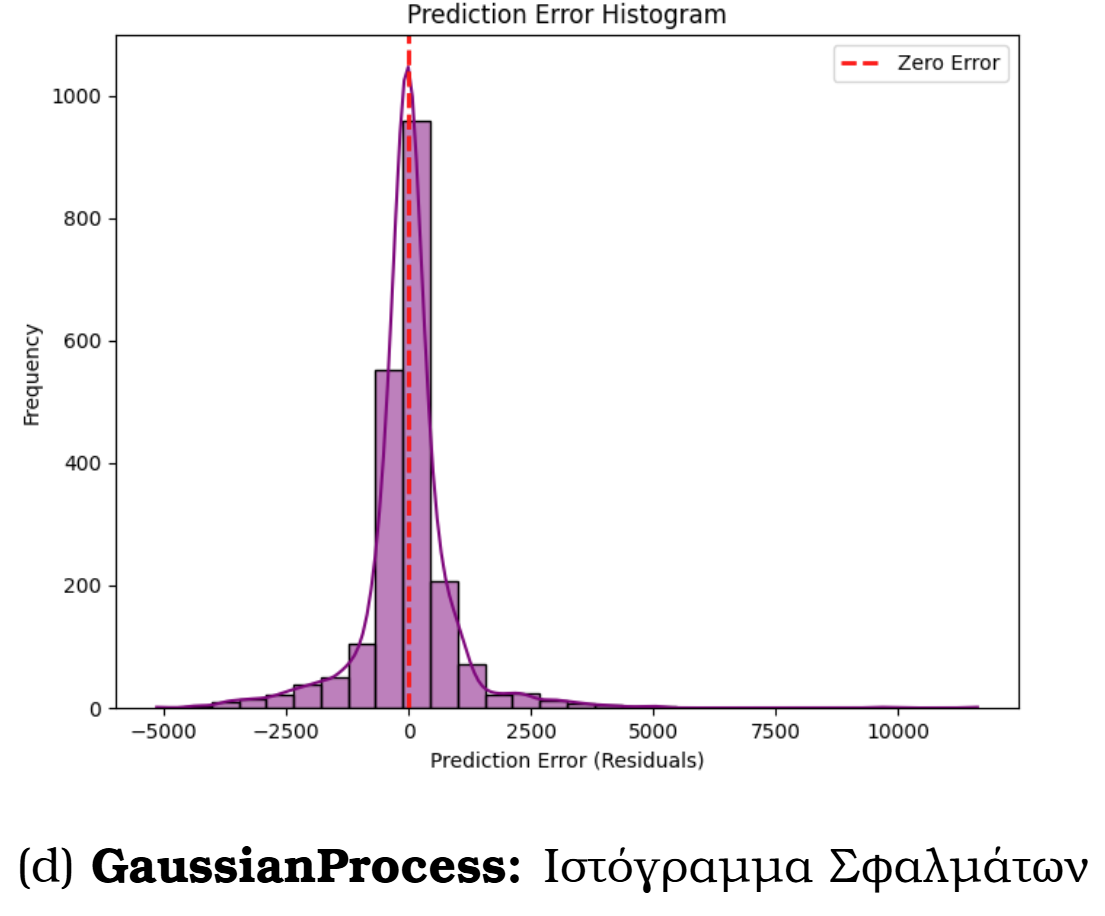 Prediction Error Histogram
Zero Error
1000
800
600
400
200
0
Frequency
−5000 −2500 0 2500 5000 7500 10000
Prediction Error (Residuals)
(d) GaussianProcess: Ιστόγραμμα Σφαλμάτων